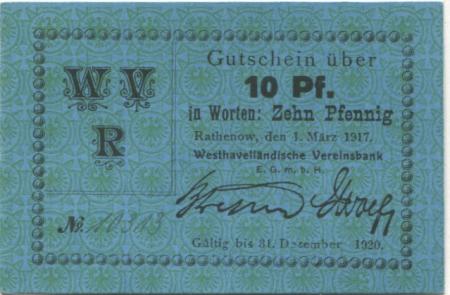 W V
R
Gutschein über
10 Pf.
in Worten: Zehn Pfennig
Rathenow, den 1. März 1917.
Westhavelländische Vereinsbank
E. G. m. b. H.
№ 10313
Gültig bis 31. Dezember 1920.